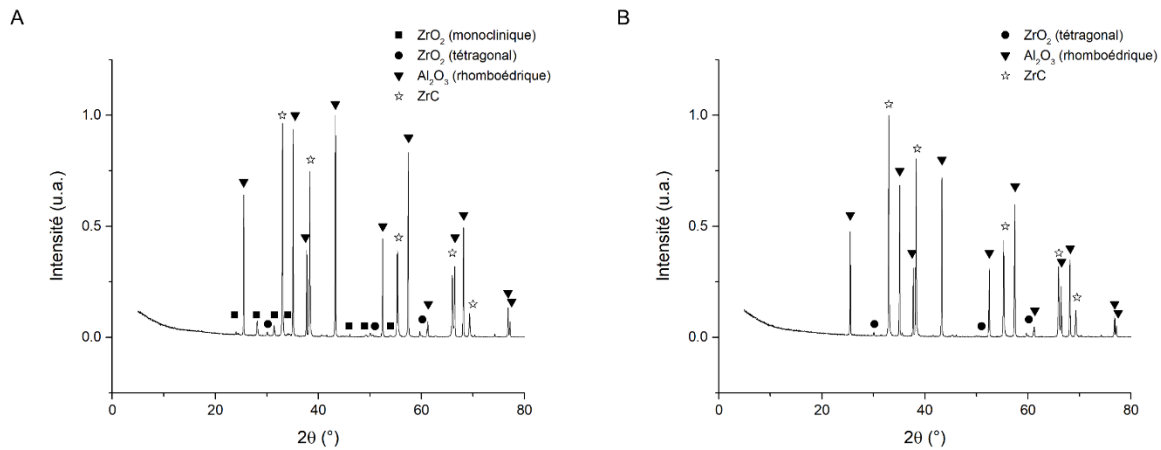 A
■ ZrO₂ (monoclinique)
● ZrO₂ (tétragonal)
▼ Al₂O₃ (rhomboédrique)
☆ ZrC
Intensité (u.a.)
1.0
0.5
0.0
0 20 40 60 80
2θ (°)
B
● ZrO₂ (tétragonal)
▼ Al₂O₃ (rhomboédrique)
☆ ZrC
Intensité (u.a.)
1.0
0.5
0.0
0 20 40 60 80
2θ (°)